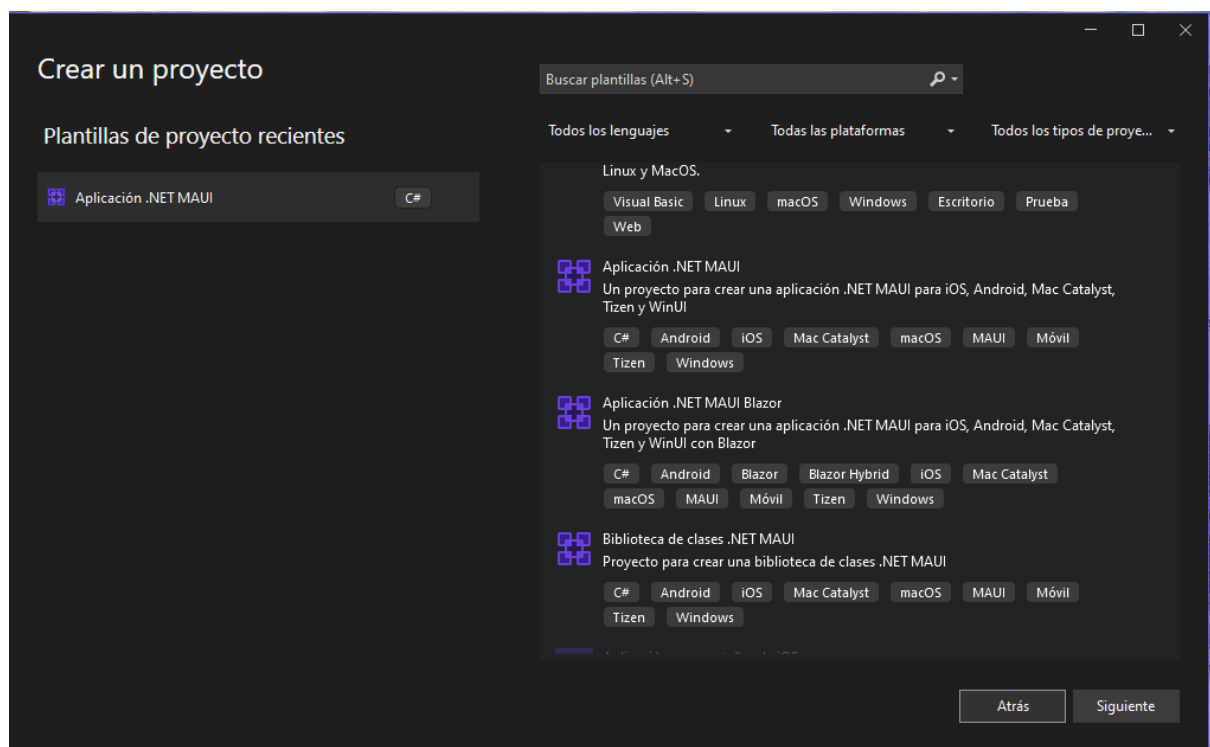 Crear un proyecto
Plantillas de proyecto recientes
Aplicación .NET MAUI C#
Buscar plantillas (Alt+S)
Todos los lenguajes Todas las plataformas Todos los tipos de proye...
Linux y MacOS.
Visual Basic Linux macOS Windows Escritorio Prueba
Web
Aplicación .NET MAUI
Un proyecto para crear una aplicación .NET MAUI para iOS, Android, Mac Catalyst,
Tizen y WinUI
C# Android iOS Mac Catalyst macOS MAUI Móvil
Tizen Windows
Aplicación .NET MAUI Blazor
Un proyecto para crear una aplicación .NET MAUI para iOS, Android, Mac Catalyst,
Tizen y WinUI con Blazor
C# Android Blazor Blazor Hybrid iOS Mac Catalyst
macOS MAUI Móvil Tizen Windows
Biblioteca de clases .NET MAUI
Proyecto para crear una biblioteca de clases .NET MAUI
C# Android iOS Mac Catalyst macOS MAUI Móvil
Tizen Windows
Atrás Siguiente